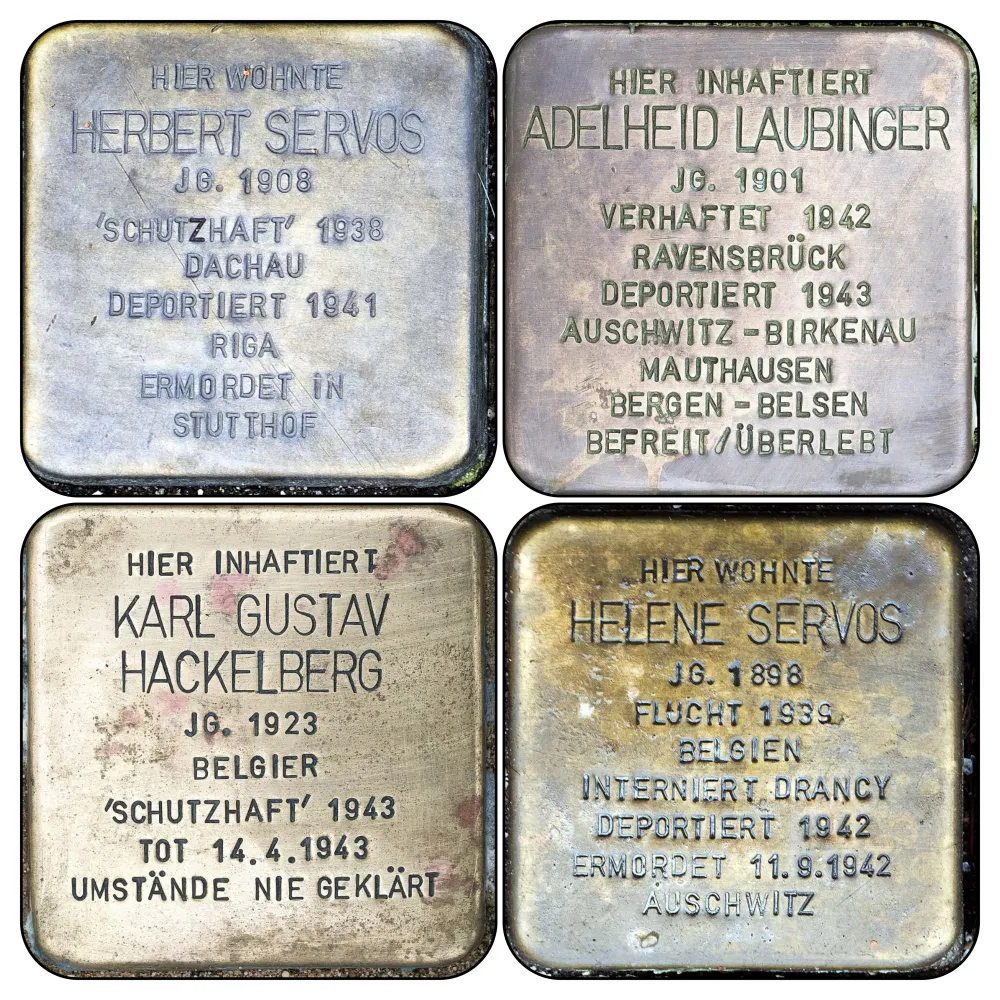 HIER WOHNTE
HERBERT SERVOS
JG. 1908
'SCHUTZHAFT' 1938
DACHAU
DEPORTIERT 1941
RIGA
ERMORDET IN
STUTTHOF
HIER INHAFTIERT
ADELHEID LAUBINGER
JG. 1901
VERHAFTET 1942
RAVENSBRÜCK
DEPORTIERT 1943
AUSCHWITZ-BIRKENAU
MAUTHAUSEN
BERGEN-BELSEN
BEFREIT/ÜBERLEBT
HIER INHAFTIERT
KARL GUSTAV
HACKELBERG
JG. 1923
BELGIER
'SCHUTZHAFT' 1943
TOT 14.4.1943
UMSTÄNDE NIE GEKLÄRT
HIER WOHNTE
HELENE SERVOS
JG. 1898
FLUCHT 1939
BELGIEN
INTERNIERT DRANCY
DEPORTIERT 1942
ERMORDET 11.9.1942
AUSCHWITZ